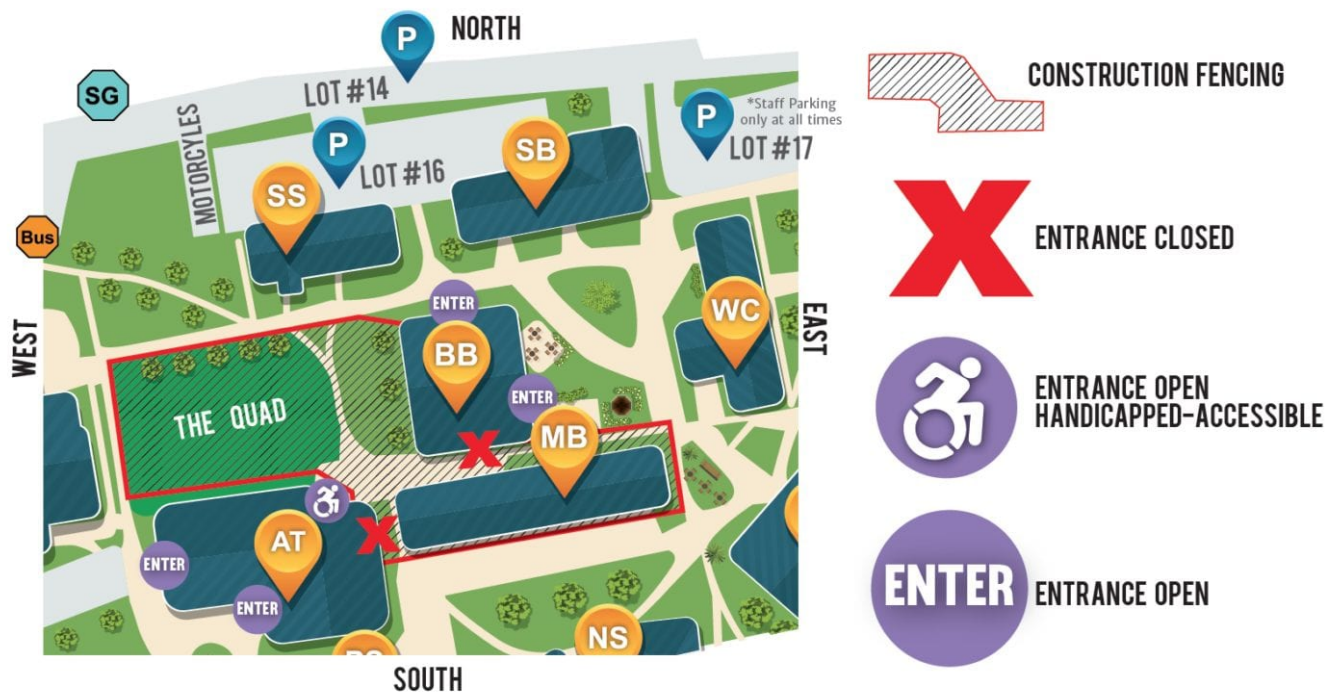 NORTH
P
SG
LOT #14
MOTORCYLES
P
*Staff Parking
only at all times
P
LOT #17
SB
LOT #16
SS
Bus
WEST
EAST
ENTER
WC
BB
ENTER
THE QUAD
MB
AT
ENTER
ENTER
NS
SOUTH
CONSTRUCTION FENCING
ENTRANCE CLOSED
ENTRANCE OPEN
HANDICAPPED-ACCESSIBLE
ENTER
ENTRANCE OPEN